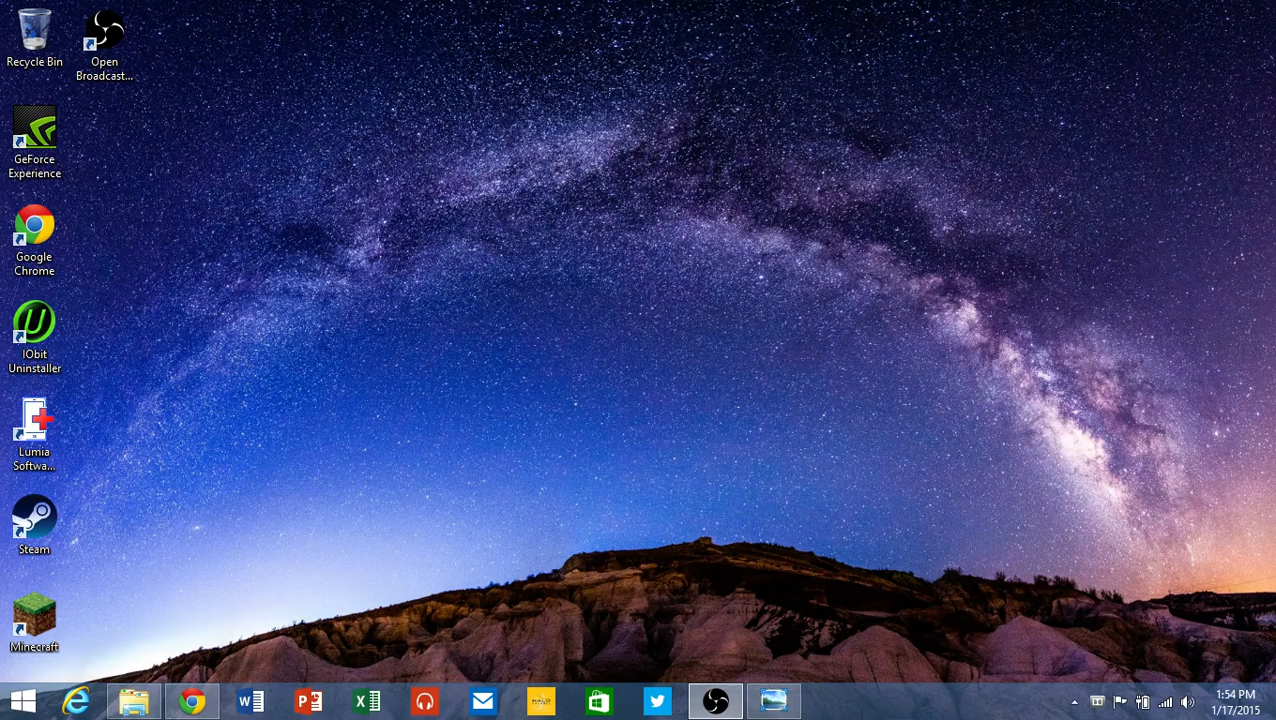 Recycle Bin
Open
Broadcast...
GeForce
Experience
Google
Chrome
IObit
Uninstaller
Lumia
Softwa...
Steam
Minecraft
1:54 PM
1/17/2015